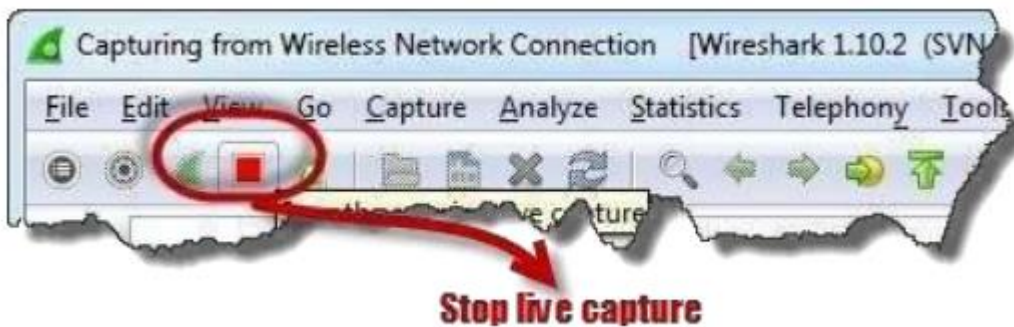 Capturing from Wireless Network Connection [Wireshark 1.10.2 (SVN
File Edit View Go Capture Analyze Statistics Telephony Tools
Stop live capture